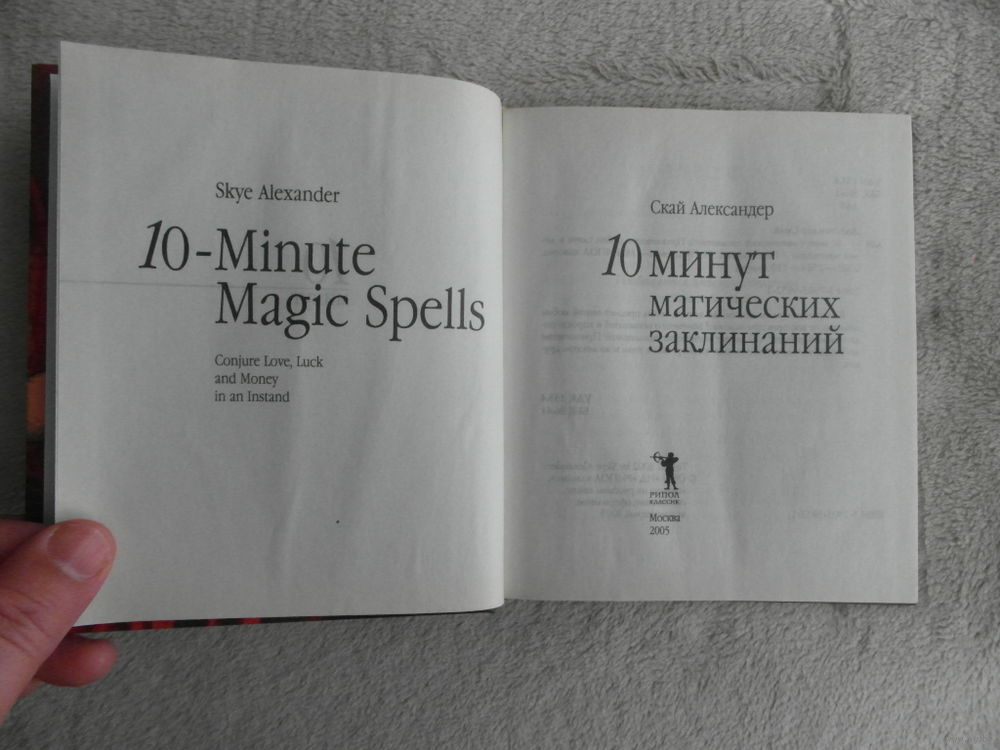 Skye Alexander
10-Minute
Magic Spells
Conjure Love, Luck
and Money
in an Instand
Скай Александер
10 минут
магических
заклинаний
РИПОЛ
КЛАССИК
Москва
2005